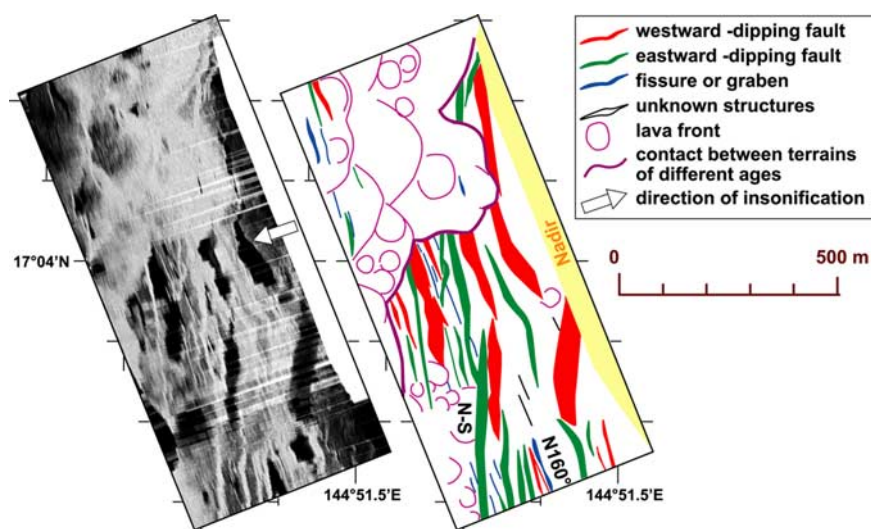 westward -dipping fault
eastward -dipping fault
fissure or graben
unknown structures
lava front
contact between terrains
of different ages
direction of insonification
Nadir
17°04'N
0
500 m
N-S
N160°
144°51.5'E
144°51.5'E